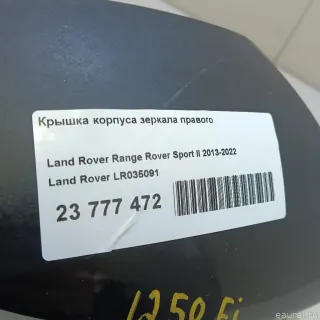 Крышка корпуса зеркала правого
Land Rover Range Rover Sport II 2013-2022
Land Rover LR035091
23 777 472